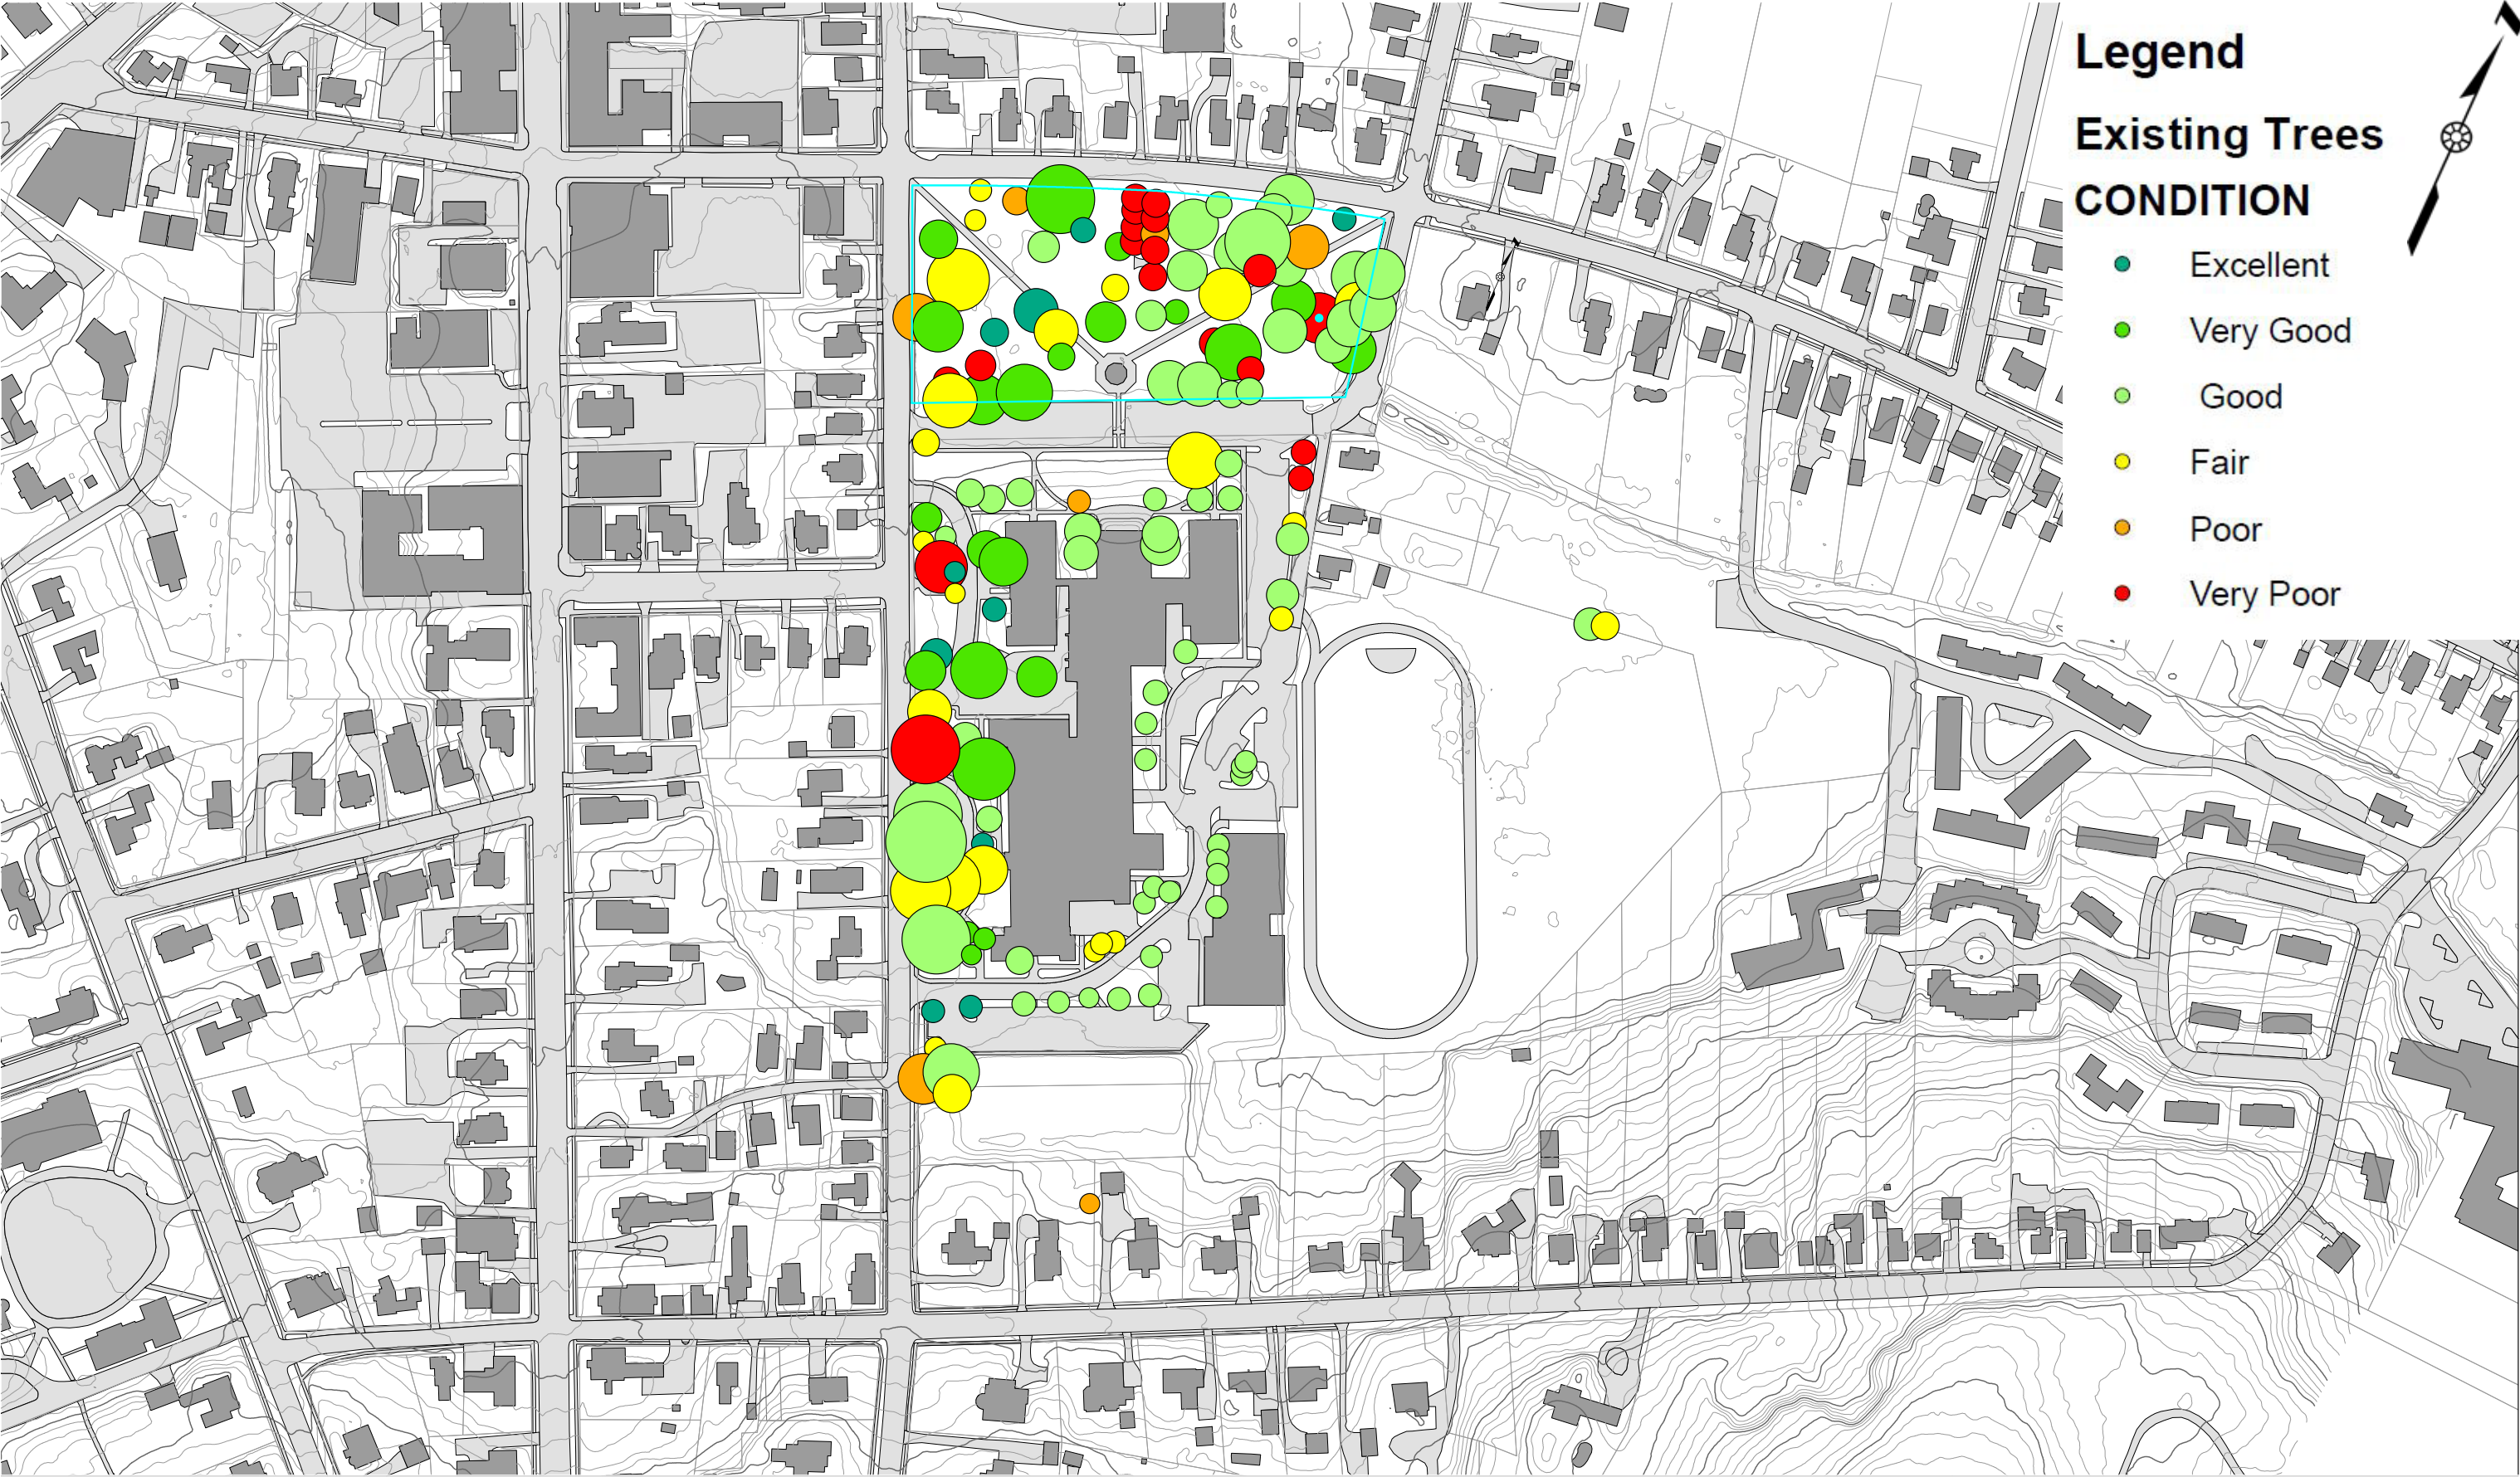 Legend
Existing Trees
CONDITION
Excellent
Very Good
Good
Fair
Poor
Very Poor